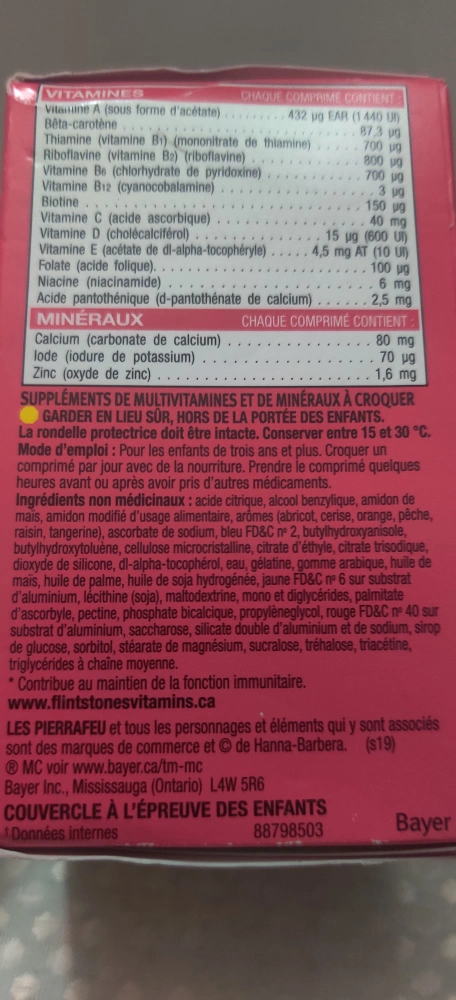 VITAMINES CHAQUE COMPRIMÉ CONTIENT :
Vitamine A (sous forme d'acétate) . . . . . . . . . 432 µg EAR (1 440 UI)
Bêta-carotène . . . . . . . . . . 87,3 µg
Thiamine (vitamine B1) (mononitrate de thiamine) 700 µg
Riboflavine (vitamine B2) (riboflavine) . . . . . . . . . 800 µg
Vitamine B6 (chlorhydrate de pyridoxine) . . . . . . . . 700 µg
Vitamine B12 (cyanocobalamine) . . . . . . . . . . 3 µg
Biotine . . . . . . . . . . 150 µg
Vitamine C (acide ascorbique) . . . . . . . . . . 40 mg
Vitamine D (cholécalciférol) . . . . . . . . . . 15 µg (600 UI)
Vitamine E (acétate de dl-alpha-tocophéryle) . . . . . 4,5 mg AT (10 UI)
Folate (acide folique). . . . . . . . . . 100 µg
Niacine (niacinamide) . . . . . . . . . . 6 mg
Acide pantothénique (d-pantothénate de calcium) . . . . . . . 2,5 mg
MINÉRAUX CHAQUE COMPRIMÉ CONTIENT :
Calcium (carbonate de calcium) . . . . . . . . . . 80 mg
Iode (iodure de potassium) . . . . . . . . . . 70 µg
Zinc (oxyde de zinc) . . . . . . . . . . 1,6 mg
SUPPLÉMENTS DE MULTIVITAMINES ET DE MINÉRAUX À CROQUER
GARDER EN LIEU SÛR, HORS DE LA PORTÉE DES ENFANTS.
La rondelle protectrice doit être intacte. Conserver entre 15 et 30 °C.
Mode d'emploi : Pour les enfants de trois ans et plus. Croquer un
comprimé par jour avec de la nourriture. Prendre le comprimé quelques
heures avant ou après avoir pris d'autres médicaments.
Ingrédients non médicinaux : acide citrique, alcool benzylique, amidon de
maïs, amidon modifié d'usage alimentaire, arômes (abricot, cerise, orange, pêche,
raisin, tangerine), ascorbate de sodium, bleu FD&C nº 2, butylhydroxyanisole,
butylhydroxytoluène, cellulose microcristalline, citrate d'éthyle, citrate trisodique,
dioxyde de silicone, dl-alpha-tocophérol, eau, gélatine, gomme arabique, huile de
maïs, huile de palme, huile de soja hydrogénée, jaune FD&C nº 6 sur substrat
d'aluminium, lécithine (soja), maltodextrine, mono et diglycérides, palmitate
d'ascorbyle, pectine, phosphate bicalcique, propylèneglycol, rouge FD&C nº 40 sur
substrat d'aluminium, saccharose, silicate double d'aluminium et de sodium, sirop
de glucose, sorbitol, stéarate de magnésium, sucralose, tréhalose, triacétine,
triglycérides à chaîne moyenne.
* Contribue au maintien de la fonction immunitaire.
www.flintstonesvitamins.ca
LES PIERRAFEU et tous les personnages et éléments qui y sont associés
sont des marques de commerce et © de Hanna-Barbera. (s19)
® MC voir www.bayer.ca/tm-mc
Bayer Inc., Mississauga (Ontario) L4W 5R6
COUVERCLE À L'ÉPREUVE DES ENFANTS
† Données internes 88798503 Bayer